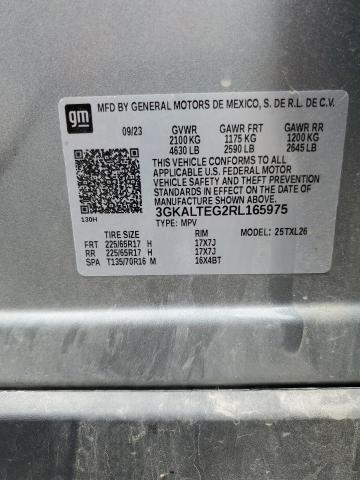 gm
MFD BY GENERAL MOTORS DE MEXICO, S. DE R.L. DE C.V.
09/23 GVWR GAWR FRT GAWR RR
2100 KG 1175 KG 1200 KG
4630 LB 2590 LB 2645 LB
THIS VEHICLE CONFORMS TO ALL
APPLICABLE U.S. FEDERAL MOTOR VEHICLE
SAFETY AND THEFT PREVENTION
STANDARDS IN EFFECT ON THE DATE OF
MANUFACTURE SHOWN ABOVE.
3GKALTEG2RL165975
130H TYPE: MPV
TIRE SIZE RIM MODEL: 25TXL26
FRT 225/65R17 H 17X7J
RR 225/65R17 H 17X7J
SPA T135/70R16 M 16X4BT